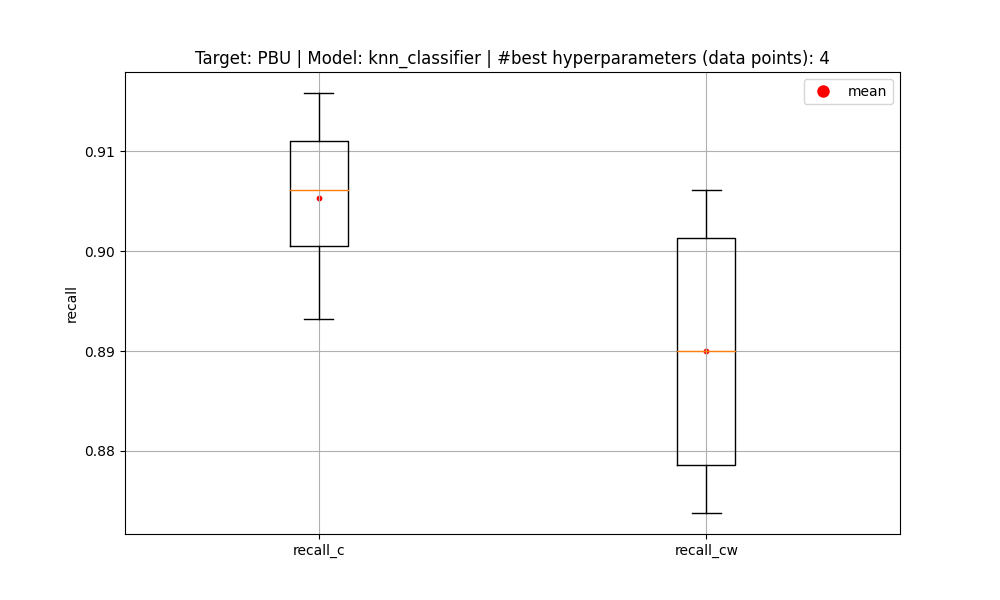 Target: PBU | Model: knn_classifier | #best hyperparameters (data points): 4
mean
0.91
0.90
0.89
0.88
recall
recall_c
recall_cw